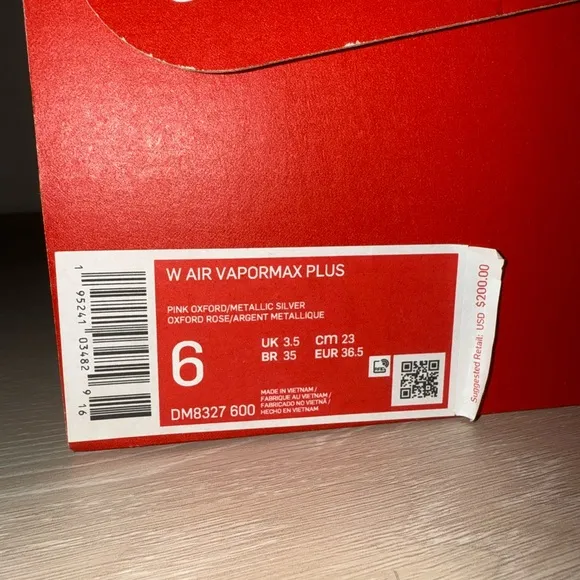 W AIR VAPORMAX PLUS
PINK OXFORD/METALLIC SILVER
OXFORD ROSE/ARGENT METALLIQUE
6
UK 3.5 cm 23
BR 35 EUR 36.5
DM8327 600
MADE IN VIETNAM/
FABRIQUE AU VIETNAM/
FABRICADO NO VIETNÃ/
HECHO EN VIETNAM
Suggested Retail: USD $200.00
1 95241 03482 9 16